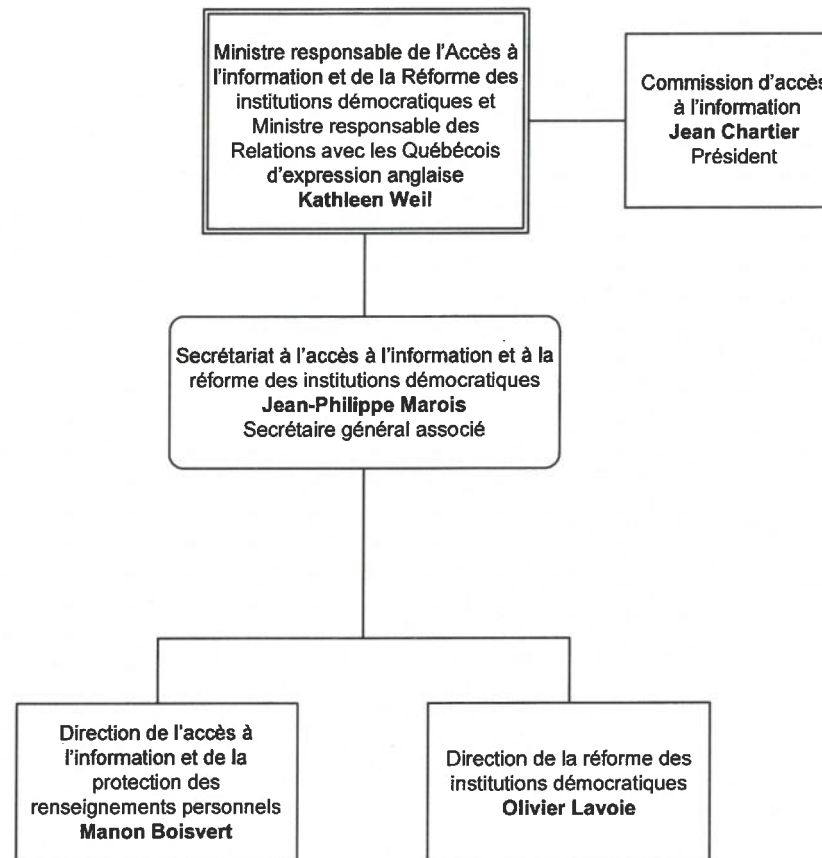 Ministre responsable de l'Accès à
l'information et de la Réforme des
institutions démocratiques et
Ministre responsable des
Relations avec les Québécois
d'expression anglaise
Kathleen Weil
Commission d'accès
à l'information
Jean Chartier
Président
Secrétariat à l'accès à l'information et à la
réforme des institutions démocratiques
Jean-Philippe Marois
Secrétaire général associé
Direction de l'accès à
l'information et de la
protection des
renseignements personnels
Manon Boisvert
Direction de la réforme des
institutions démocratiques
Olivier Lavoie